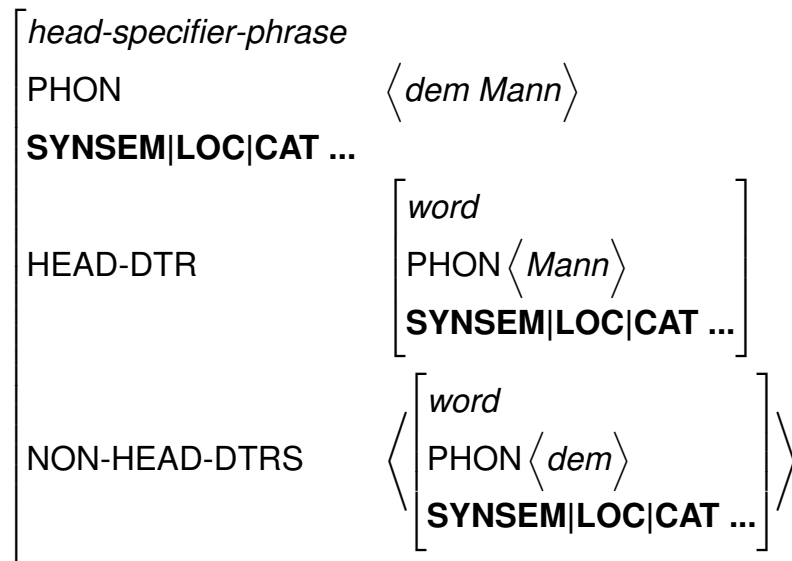 head-specifier-phrase
PHON ⟨dem Mann⟩
SYNSEM|LOC|CAT ...
word
HEAD-DTR PHON⟨Mann⟩
SYNSEM|LOC|CAT ...
word
NON-HEAD-DTRS ⟨ PHON⟨dem⟩ ⟩
SYNSEM|LOC|CAT ...